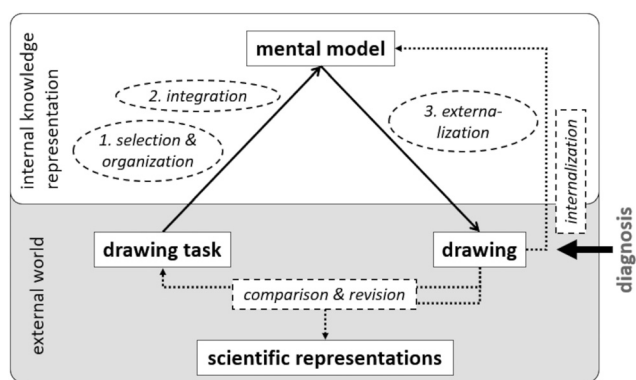 mental model
internal knowledge
representation
2. integration
1. selection &
organization
3. externa-
lization
internalization
external world
drawing task
drawing
diagnosis
comparison & revision
scientific representations